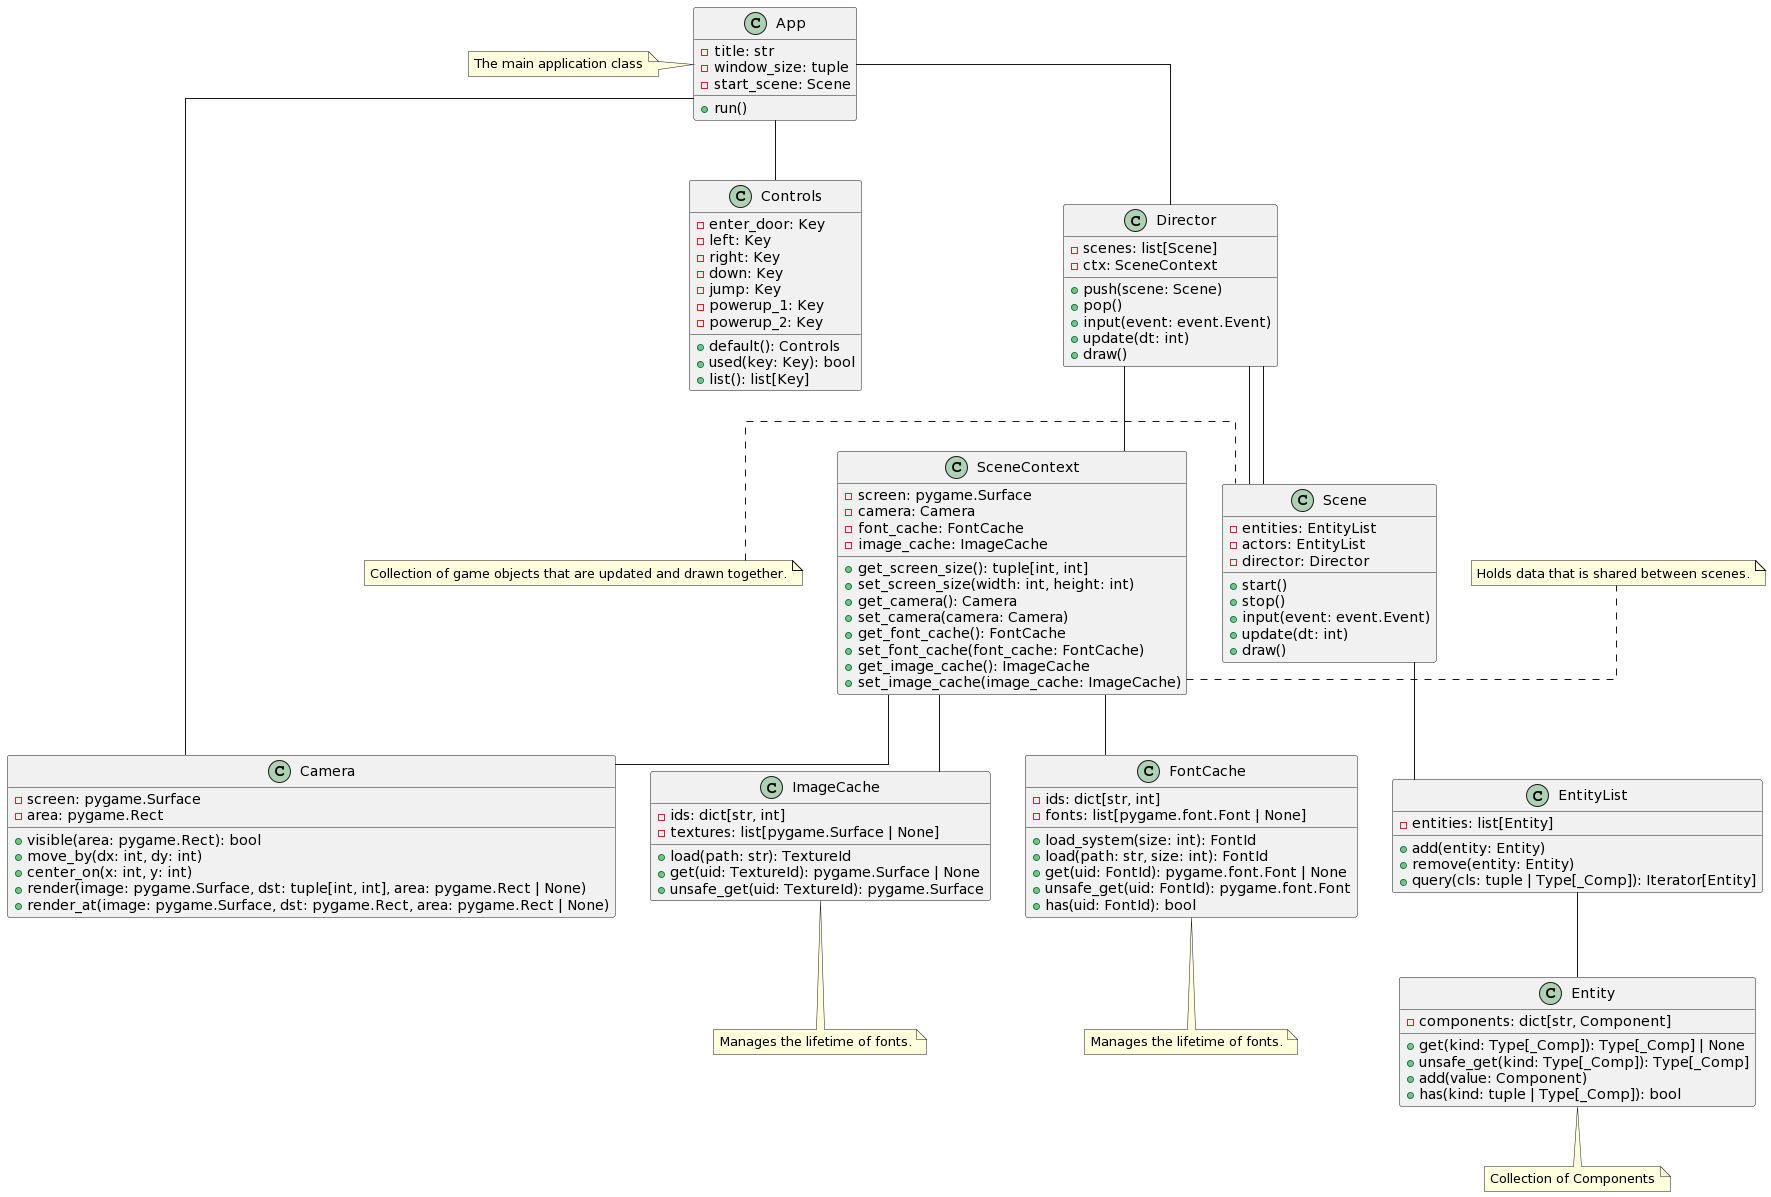 App
title: str
window_size: tuple
start_scene: Scene
run()
The main application class
Controls
enter_door: Key
left: Key
right: Key
down: Key
jump: Key
powerup_1: Key
powerup_2: Key
default(): Controls
used(key: Key): bool
list(): list[Key]
Director
scenes: list[Scene]
ctx: SceneContext
push(scene: Scene)
pop()
input(event: event.Event)
update(dt: int)
draw()
SceneContext
screen: pygame.Surface
camera: Camera
font_cache: FontCache
image_cache: ImageCache
get_screen_size(): tuple[int, int]
set_screen_size(width: int, height: int)
get_camera(): Camera
set_camera(camera: Camera)
get_font_cache(): FontCache
set_font_cache(font_cache: FontCache)
get_image_cache(): ImageCache
set_image_cache(image_cache: ImageCache)
Scene
entities: EntityList
actors: EntityList
director: Director
start()
stop()
input(event: event.Event)
update(dt: int)
draw()
Collection of game objects that are updated and drawn together.
Holds data that is shared between scenes.
Camera
screen: pygame.Surface
area: pygame.Rect
visible(area: pygame.Rect): bool
move_by(dx: int, dy: int)
center_on(x: int, y: int)
render(image: pygame.Surface, dst: tuple[int, int], area: pygame.Rect | None)
render_at(image: pygame.Surface, dst: pygame.Rect, area: pygame.Rect | None)
ImageCache
ids: dict[str, int]
textures: list[pygame.Surface | None]
load(path: str): TextureId
get(uid: TextureId): pygame.Surface | None
unsafe_get(uid: TextureId): pygame.Surface
FontCache
ids: dict[str, int]
fonts: list[pygame.font.Font | None]
load_system(size: int): FontId
load(path: str, size: int): FontId
get(uid: FontId): pygame.font.Font | None
unsafe_get(uid: FontId): pygame.font.Font
has(uid: FontId): bool
EntityList
entities: list[Entity]
add(entity: Entity)
remove(entity: Entity)
query(cls: tuple | Type[_Comp]): Iterator[Entity]
Manages the lifetime of fonts.
Manages the lifetime of fonts.
Entity
components: dict[str, Component]
get(kind: Type[_Comp]): Type[_Comp] | None
unsafe_get(kind: Type[_Comp]): Type[_Comp]
add(value: Component)
has(kind: tuple | Type[_Comp]): bool
Collection of Components